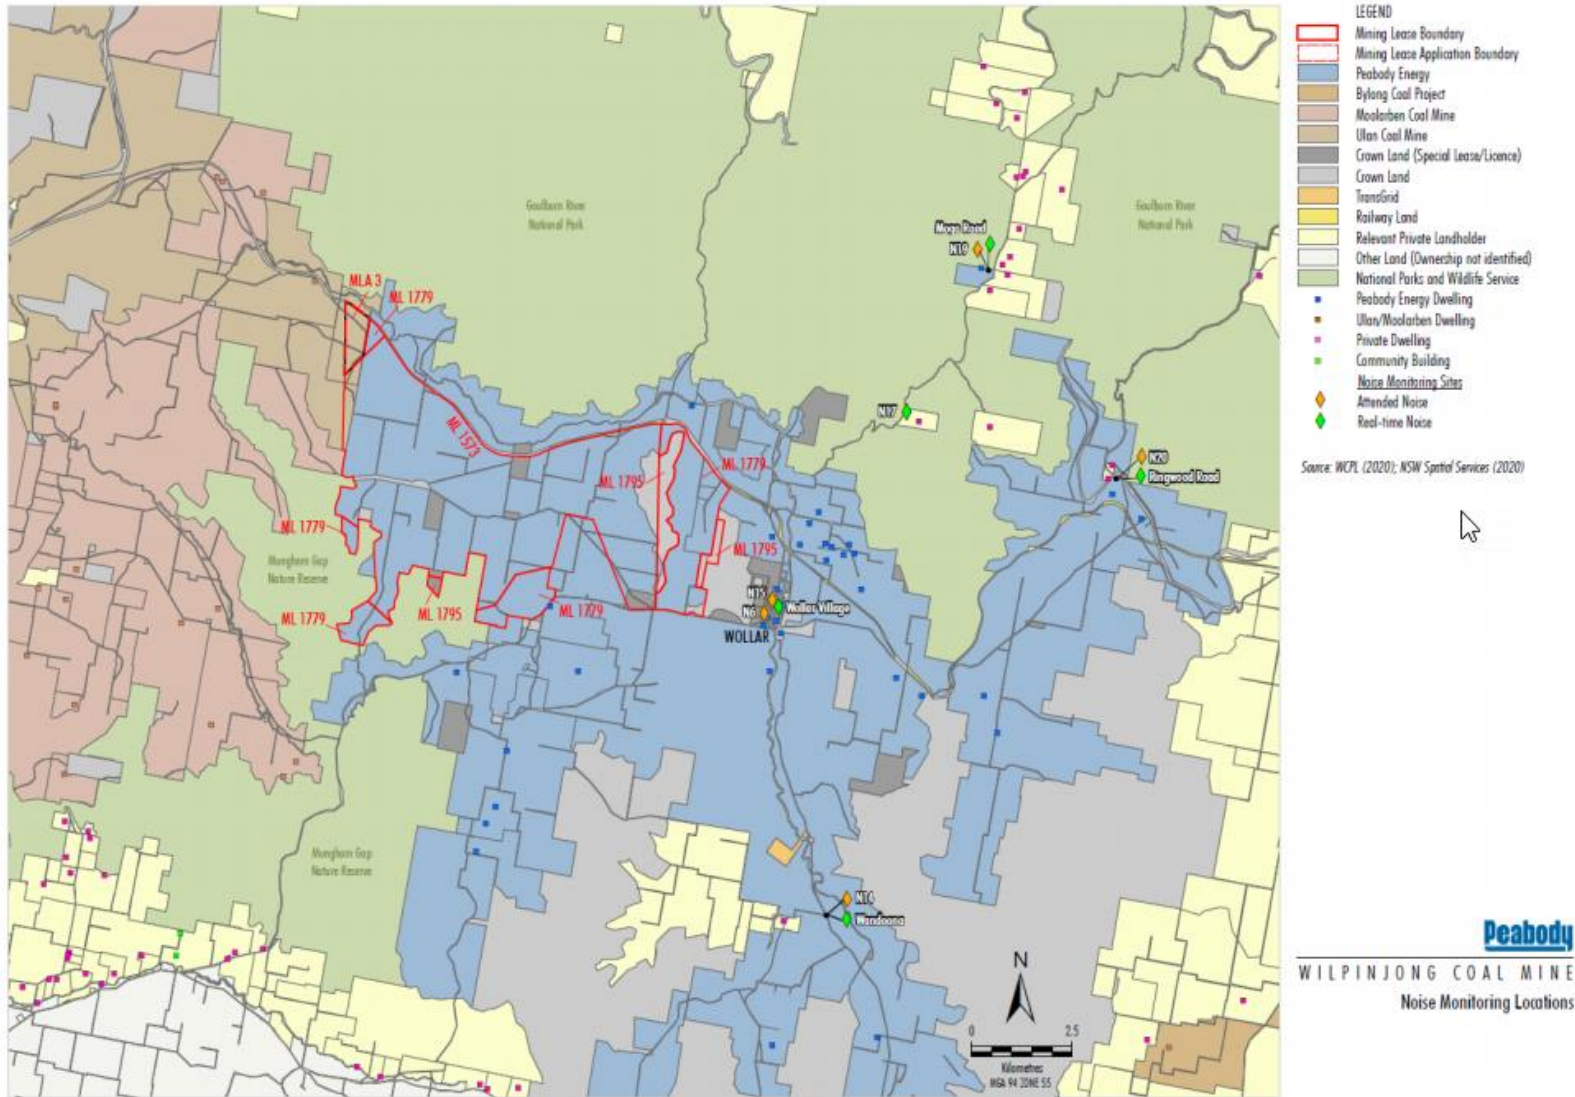 LEGEND
Mining Lease Boundary
Mining Lease Application Boundary
Peabody Energy
Bylong Coal Project
Moolarben Coal Mine
Ulan Coal Mine
Crown Land (Special Lease/Licence)
Crown Land
TransGrid
Railway Land
Relevant Private Landholder
Other Land (Ownership not identified)
National Parks and Wildlife Service
Peabody Energy Dwelling
Ulan/Moolarben Dwelling
Private Dwelling
Community Building
Noise Monitoring Sites
Attended Noise
Real-time Noise
Source: WCPL (2020); NSW Spatial Services (2020)
Goulburn River
National Park
Goulburn River
National Park
Mogo Road
N19
MLA 3
ML 1779
N17
ML 1573
ML 1779
ML 1795
N20
Ringwood Road
ML 1779
Munghorn Gap
Nature Reserve
ML 1795
N15
Wollar Village
N6
ML 1779
ML 1795
ML 1779
WOLLAR
Munghorn Gap
Nature Reserve
N14
Wandoona
N
0
2.5
Kilometres
MGA 94 ZONE 55
Peabody
WILPINJONG COAL MINE
Noise Monitoring Locations